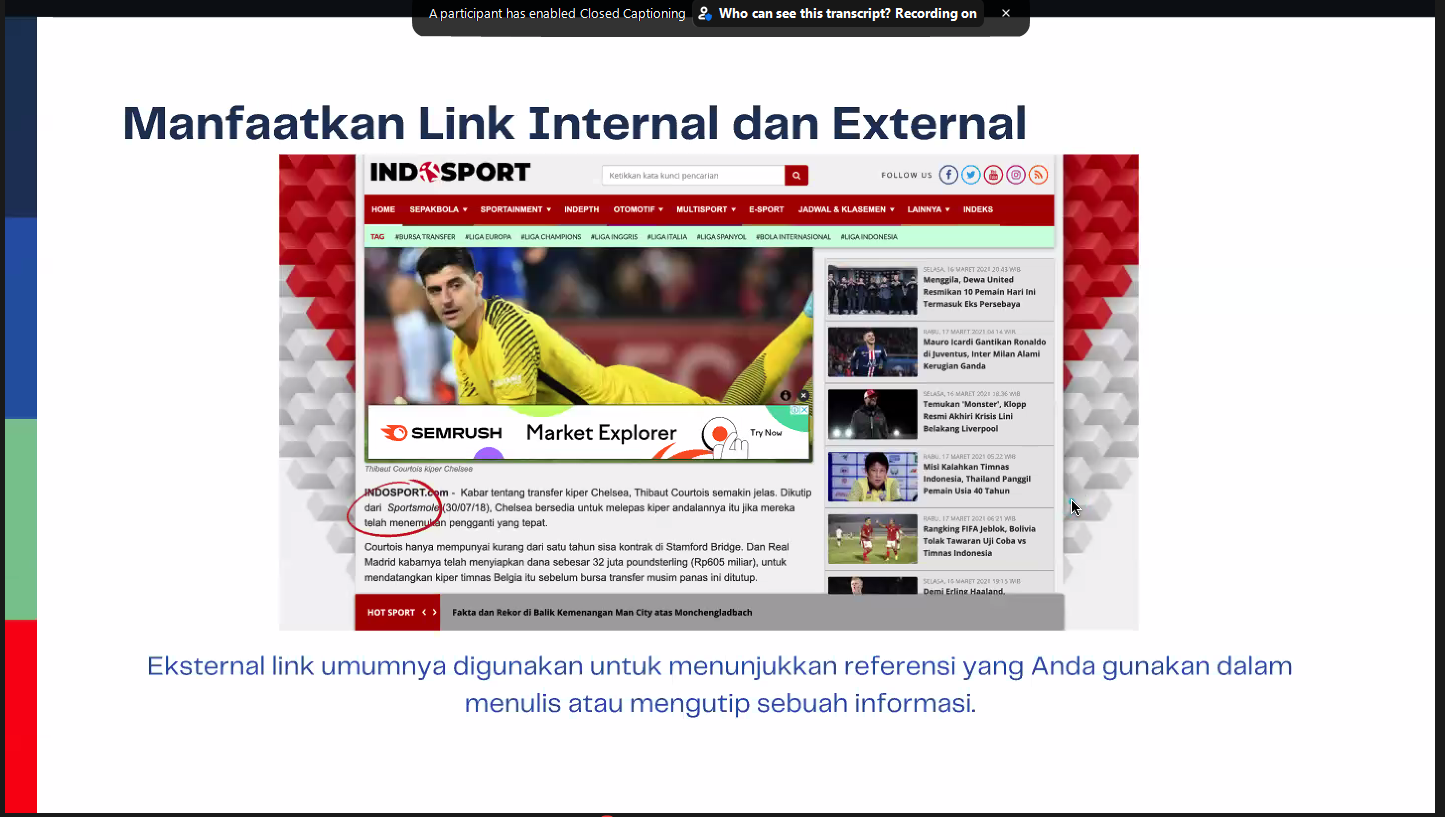 A participant has enabled Closed Captioning Who can see this transcript? Recording on
Manfaatkan Link Internal dan External
INDOSPORT
Ketikkan kata kunci pencarian
FOLLOW US
HOME SEPAKBOLA SPORTAINMENT INDEPTH OTOMOTIF MULTISPORT E-SPORT JADWAL & KLASEMEN LAINNYA INDEKS
TAG #BURSA TRANSFER #LIGA EUROPA #LIGA CHAMPIONS #LIGA INGGRIS #LIGA ITALIA #LIGA SPANYOL #BOLA INTERNASIONAL #LIGA INDONESIA
SEMRUSH Market Explorer Try Now
Thibaut Courtois kiper Chelsea
INDOSPORT.com - Kabar tentang transfer kiper Chelsea, Thibaut Courtois semakin jelas. Dikutip
dari Sportsmole (30/07/18), Chelsea bersedia untuk melepas kiper andalannya itu jika mereka
telah menemukan pengganti yang tepat.
Courtois hanya mempunyai kurang dari satu tahun sisa kontrak di Stamford Bridge. Dan Real
Madrid kabarnya telah menyiapkan dana sebesar 32 juta poundsterling (Rp605 miliar), untuk
mendatangkan kiper timnas Belgia itu sebelum bursa transfer musim panas ini ditutup.
SELASA, 16 MARET 2021 20:43 WIB
Menggila, Dewa United
Resmikan 10 Pemain Hari Ini
Termasuk Eks Persebaya
RABU, 17 MARET 2021 04:14 WIB
Mauro Icardi Gantikan Ronaldo
di Juventus, Inter Milan Alami
Kerugian Ganda
SELASA, 16 MARET 2021 18:36 WIB
Temukan 'Monster', Klopp
Resmi Akhiri Krisis Lini
Belakang Liverpool
RABU, 17 MARET 2021 05:22 WIB
Misi Kalahkan Timnas
Indonesia, Thailand Panggil
Pemain Usia 40 Tahun
RABU, 17 MARET 2021 06:21 WIB
Rangking FIFA Jeblok, Bolivia
Tolak Tawaran Uji Coba vs
Timnas Indonesia
SELASA, 16 MARET 2021 19:15 WIB
Demi Erling Haaland,
HOT SPORT Fakta dan Rekor di Balik Kemenangan Man City atas Monchengladbach
Eksternal link umumnya digunakan untuk menunjukkan referensi yang Anda gunakan dalam
menulis atau mengutip sebuah informasi.